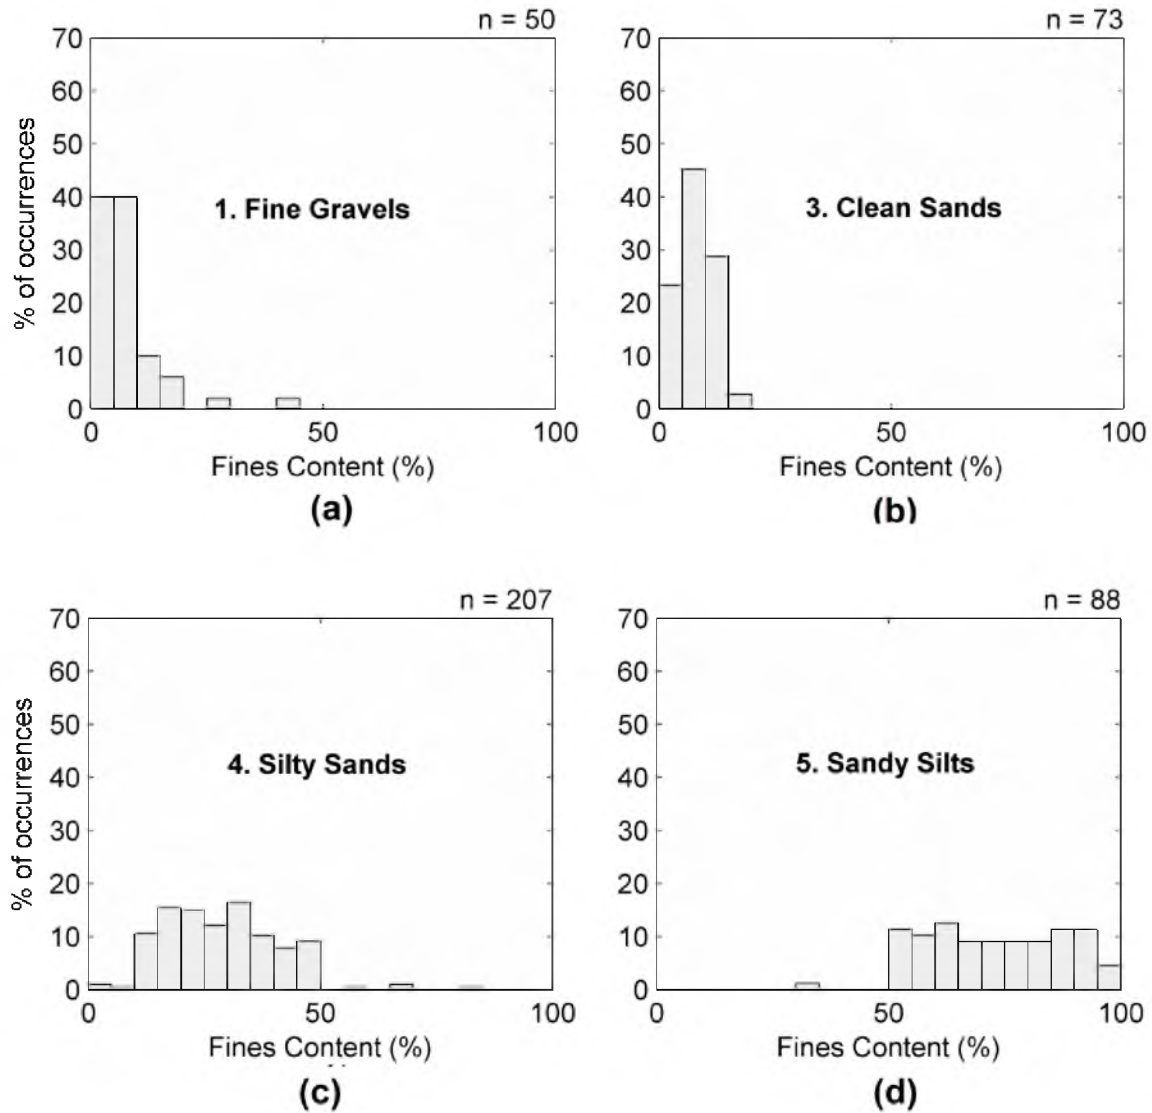 n = 50
70
60
50
40
30
20
10
0
% of occurrences
1. Fine Gravels
0 50 100
Fines Content (%)
(a)
n = 73
70
60
50
40
30
20
10
0
3. Clean Sands
0 50 100
Fines Content (%)
(b)
n = 207
70
60
50
40
30
20
10
0
% of occurrences
4. Silty Sands
0 50 100
Fines Content (%)
(c)
n = 88
70
60
50
40
30
20
10
0
5. Sandy Silts
0 50 100
Fines Content (%)
(d)